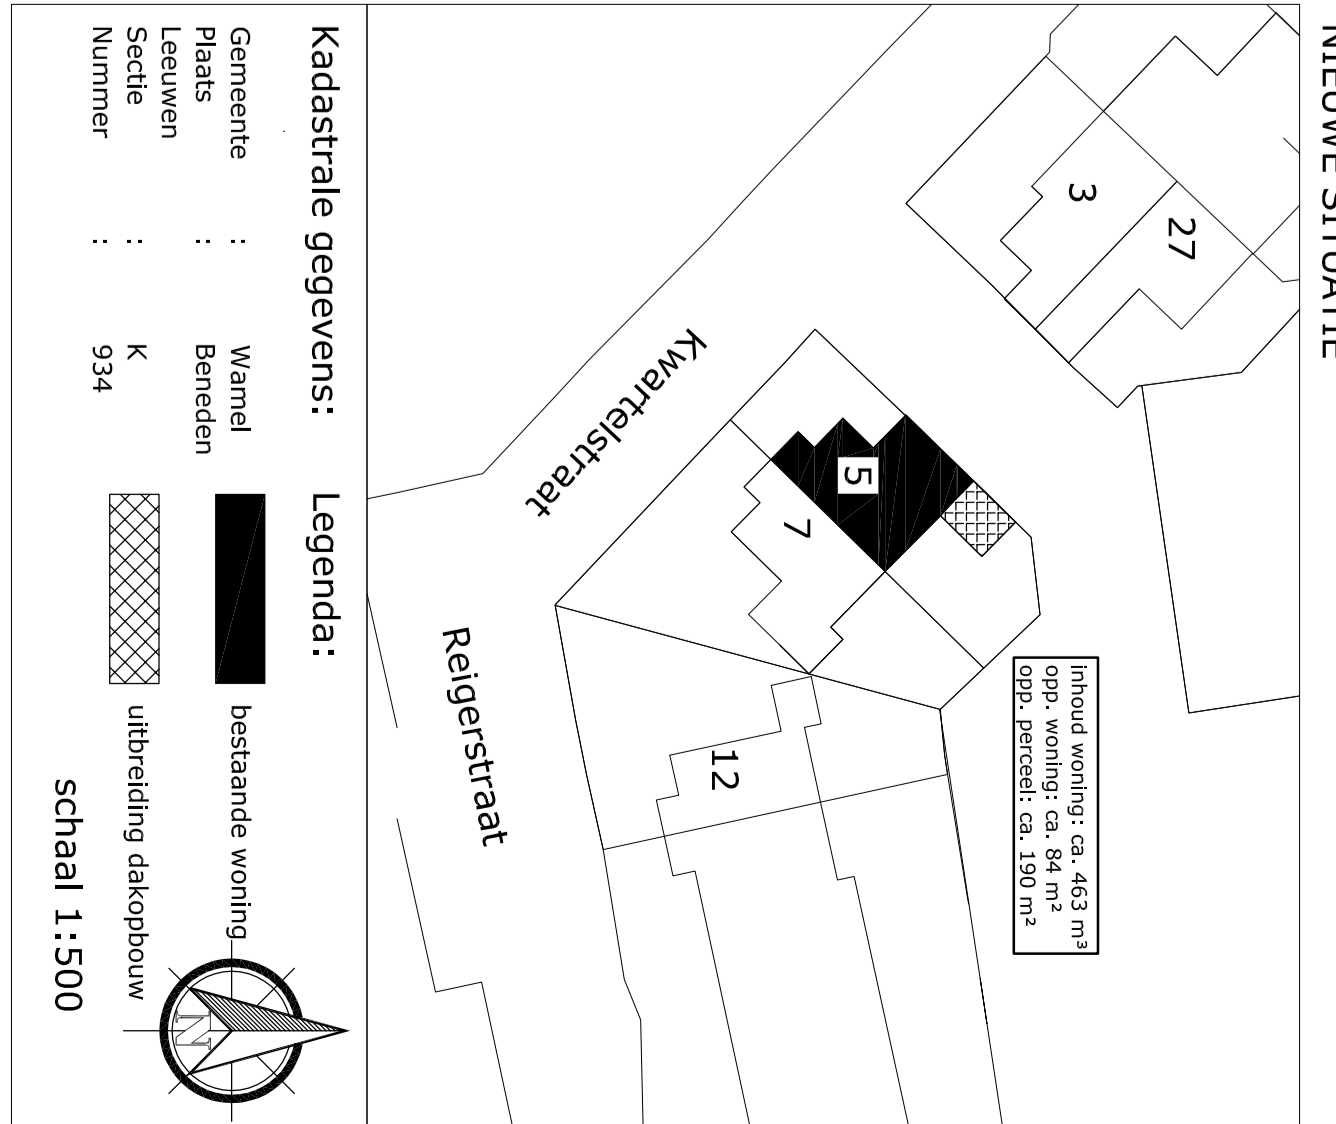 NIEUWE SITUATIE
27
3
Kwartelstraat
5
7
inhoud woning: ca. 463 m³
opp. woning: ca. 84 m²
opp. perceel: ca. 190 m²
12
Reigerstraat
Kadastrale gegevens:
Gemeente : Wamel
Plaats : Beneden
Leeuwen
Sectie : K
Nummer : 934
Legenda:
bestaande woning
uitbreiding dakopbouw
N
schaal 1:500